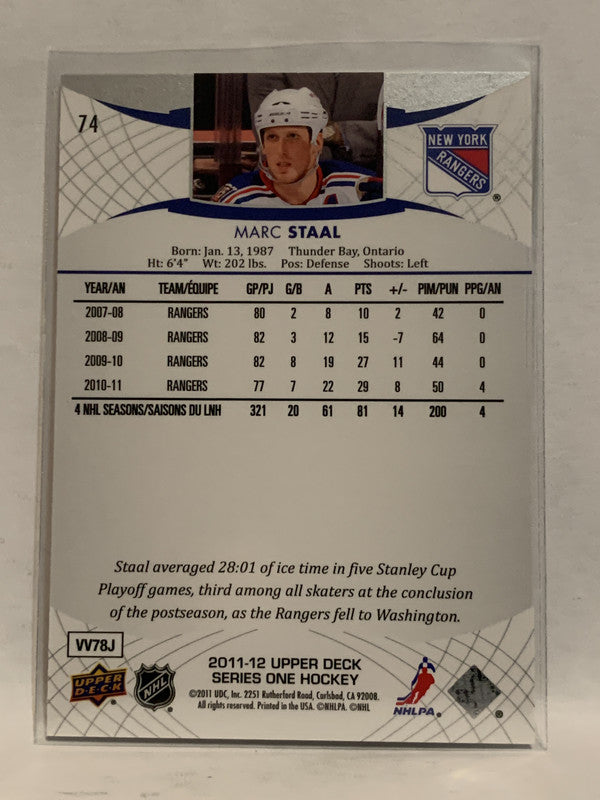 74
NEW YORK
RANGERS
®
MARC STAAL
Born: Jan. 13, 1987 Thunder Bay, Ontario
Ht: 6'4" Wt: 202 lbs. Pos: Defense Shoots: Left
YEAR/AN TEAM/ÉQUIPE GP/PJ G/B A PTS +/- PIM/PUN PPG/AN
2007-08 RANGERS 80 2 8 10 2 42 0
2008-09 RANGERS 82 3 12 15 -7 64 0
2009-10 RANGERS 82 8 19 27 11 44 0
2010-11 RANGERS 77 7 22 29 8 50 4
4 NHL SEASONS/SAISONS DU LNH 321 20 61 81 14 200 4
Staal averaged 28:01 of ice time in five Stanley Cup
Playoff games, third among all skaters at the conclusion
of the postseason, as the Rangers fell to Washington.
VV78J
UPPER
DECK
NHL
®
2011-12 UPPER DECK
SERIES ONE HOCKEY
©2011 UDC, Inc. 2251 Rutherford Road, Carlsbad, CA 92008.
All rights reserved. Printed in the USA. ©NHLPA. ©NHL
NHLPA.
®